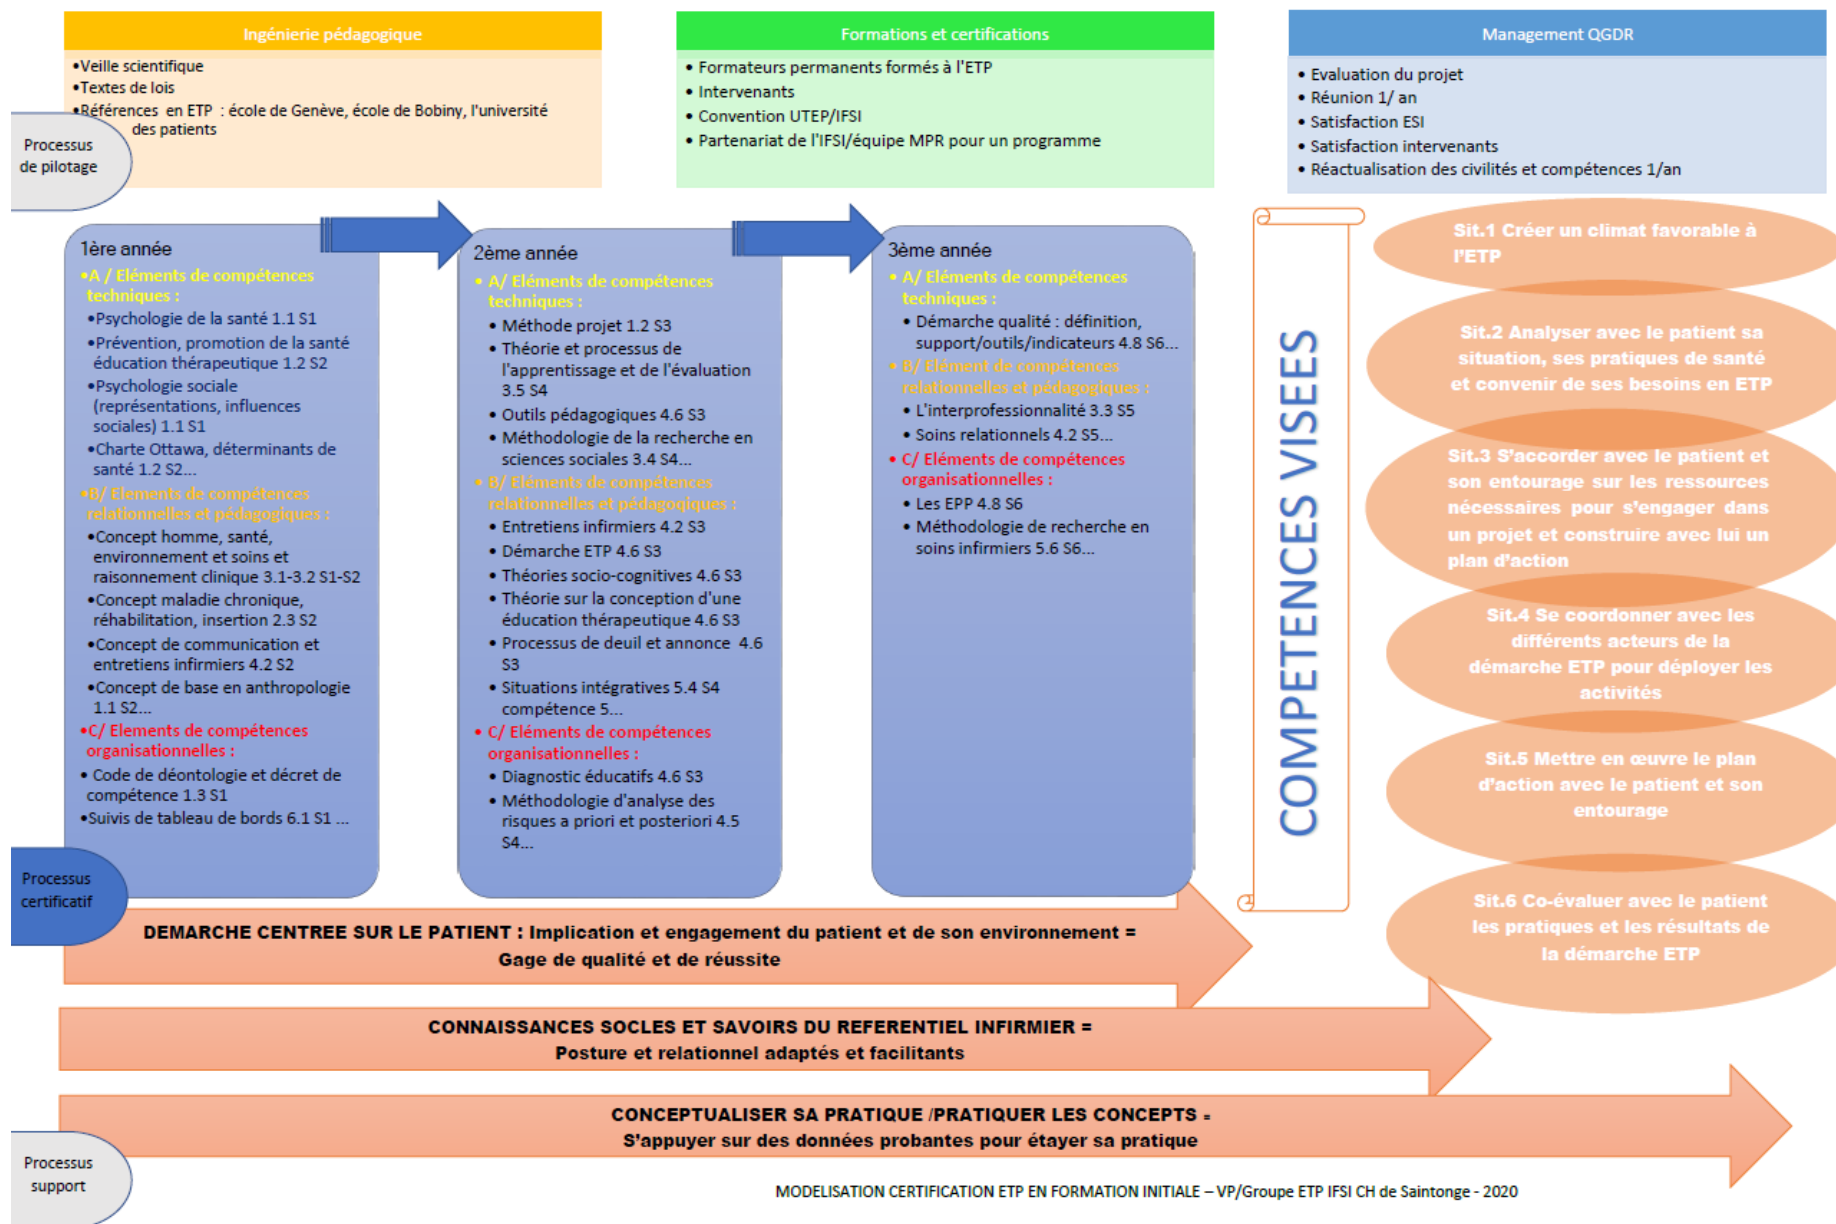 Ingénierie pédagogique
•Veille scientifique
•Textes de lois
•Références en ETP : école de Genève, école de Bobiny, l'université
des patients
Formations et certifications
• Formateurs permanents formés à l'ETP
• Intervenants
• Convention UTEP/IFSI
• Partenariat de l'IFSI/équipe MPR pour un programme
Management QGDR
• Evaluation du projet
• Réunion 1/ an
• Satisfaction ESI
• Satisfaction intervenants
• Réactualisation des civilités et compétences 1/an
Processus
de pilotage
1ère année
•A / Eléments de compétences
techniques :
•Psychologie de la santé 1.1 S1
•Prévention, promotion de la santé
éducation thérapeutique 1.2 S2
•Psychologie sociale
(représentations, influences
sociales) 1.1 S1
•Charte Ottawa, déterminants de
santé 1.2 S2...
•B/ Elements de compétences
relationnelles et pédagogiques :
•Concept homme, santé,
environnement et soins et
raisonnement clinique 3.1-3.2 S1-S2
•Concept maladie chronique,
réhabilitation, insertion 2.3 S2
•Concept de communication et
entretiens infirmiers 4.2 S2
•Concept de base en anthropologie
1.1 S2...
•C/ Elements de compétences
organisationnelles :
• Code de déontologie et décret de
compétence 1.3 S1
•Suivis de tableau de bords 6.1 S1 ...
2ème année
• A/ Eléments de compétences
techniques :
• Méthode projet 1.2 S3
• Théorie et processus de
l'apprentissage et de l'évaluation
3.5 S4
• Outils pédagogiques 4.6 S3
• Méthodologie de la recherche en
sciences sociales 3.4 S4...
• B/ Eléments de compétences
relationnelles et pédagogiques :
• Entretiens infirmiers 4.2 S3
• Démarche ETP 4.6 S3
• Théories socio-cognitives 4.6 S3
• Théorie sur la conception d'une
éducation thérapeutique 4.6 S3
• Processus de deuil et annonce 4.6
S3
• Situations intégratives 5.4 S4
compétence 5...
• C/ Eléments de compétences
organisationnelles :
• Diagnostic éducatifs 4.6 S3
• Méthodologie d'analyse des
risques a priori et posteriori 4.5
S4...
3ème année
• A/ Eléments de compétences
techniques :
• Démarche qualité : définition,
support/outils/indicateurs 4.8 S6...
• B/ Elément de compétences
relationnelles et pédagogiques :
• L'interprofessionnalité 3.3 S5
• Soins relationnels 4.2 S5...
• C/ Eléments de compétences
organisationnelles :
• Les EPP 4.8 S6
• Méthodologie de recherche en
soins infirmiers 5.6 S6...
COMPETENCES VISEES
Sit.1 Créer un climat favorable à
l'ETP
Sit.2 Analyser avec le patient sa
situation, ses pratiques de santé
et convenir de ses besoins en ETP
Sit.3 S'accorder avec le patient et
son entourage sur les ressources
nécessaires pour s'engager dans
un projet et construire avec lui un
plan d'action
Sit.4 Se coordonner avec les
différents acteurs de la
démarche ETP pour déployer les
activités
Sit.5 Mettre en œuvre le plan
d'action avec le patient et son
entourage
Sit.6 Co-évaluer avec le patient
les pratiques et les résultats de
la démarche ETP
Processus
certificatif
DEMARCHE CENTREE SUR LE PATIENT : Implication et engagement du patient et de son environnement =
Gage de qualité et de réussite
CONNAISSANCES SOCLES ET SAVOIRS DU REFERENTIEL INFIRMIER =
Posture et relationnel adaptés et facilitants
CONCEPTUALISER SA PRATIQUE /PRATIQUER LES CONCEPTS =
S'appuyer sur des données probantes pour étayer sa pratique
Processus
support
MODELISATION CERTIFICATION ETP EN FORMATION INITIALE – VP/Groupe ETP IFSI CH de Saintonge - 2020